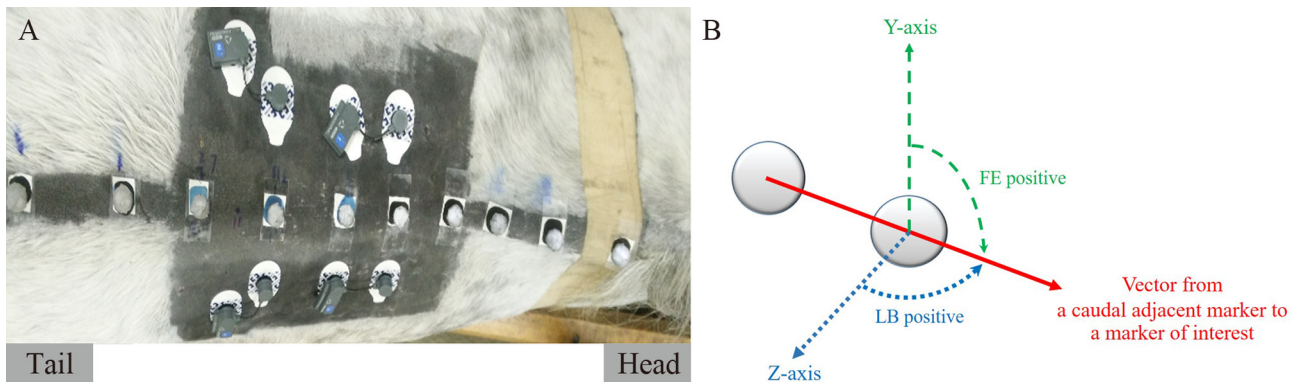 A
Tail
Head
B
Y-axis
FE positive
LB positive
Z-axis
Vector from
a caudal adjacent marker to
a marker of interest